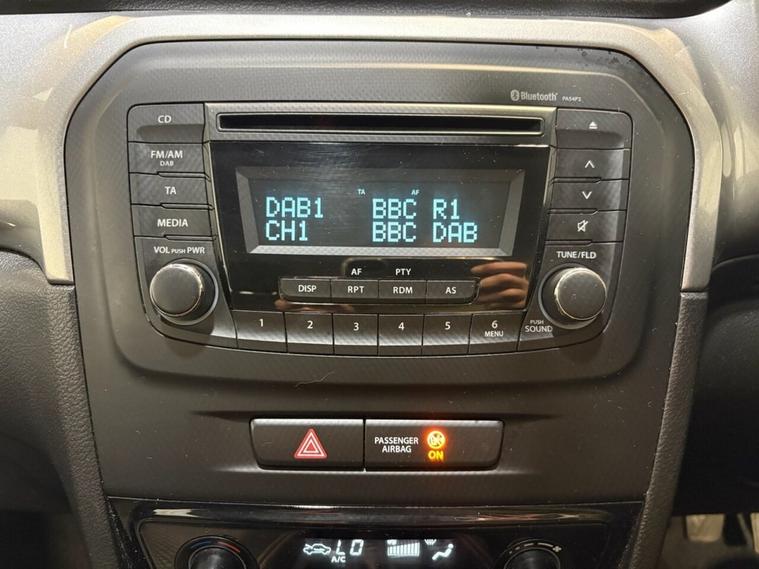 Bluetooth PA54P2
CD
FM/AM
DAB
TA
MEDIA
VOL PUSH PWR
TA AF
DAB1 BBC R1
CH1 BBC DAB
AF PTY
DISP RPT RDM AS
TUNE/FLD
PUSH
SOUND
1 2 3 4 5 6
MENU
PASSENGER
AIRBAG
ON
LO
A/C